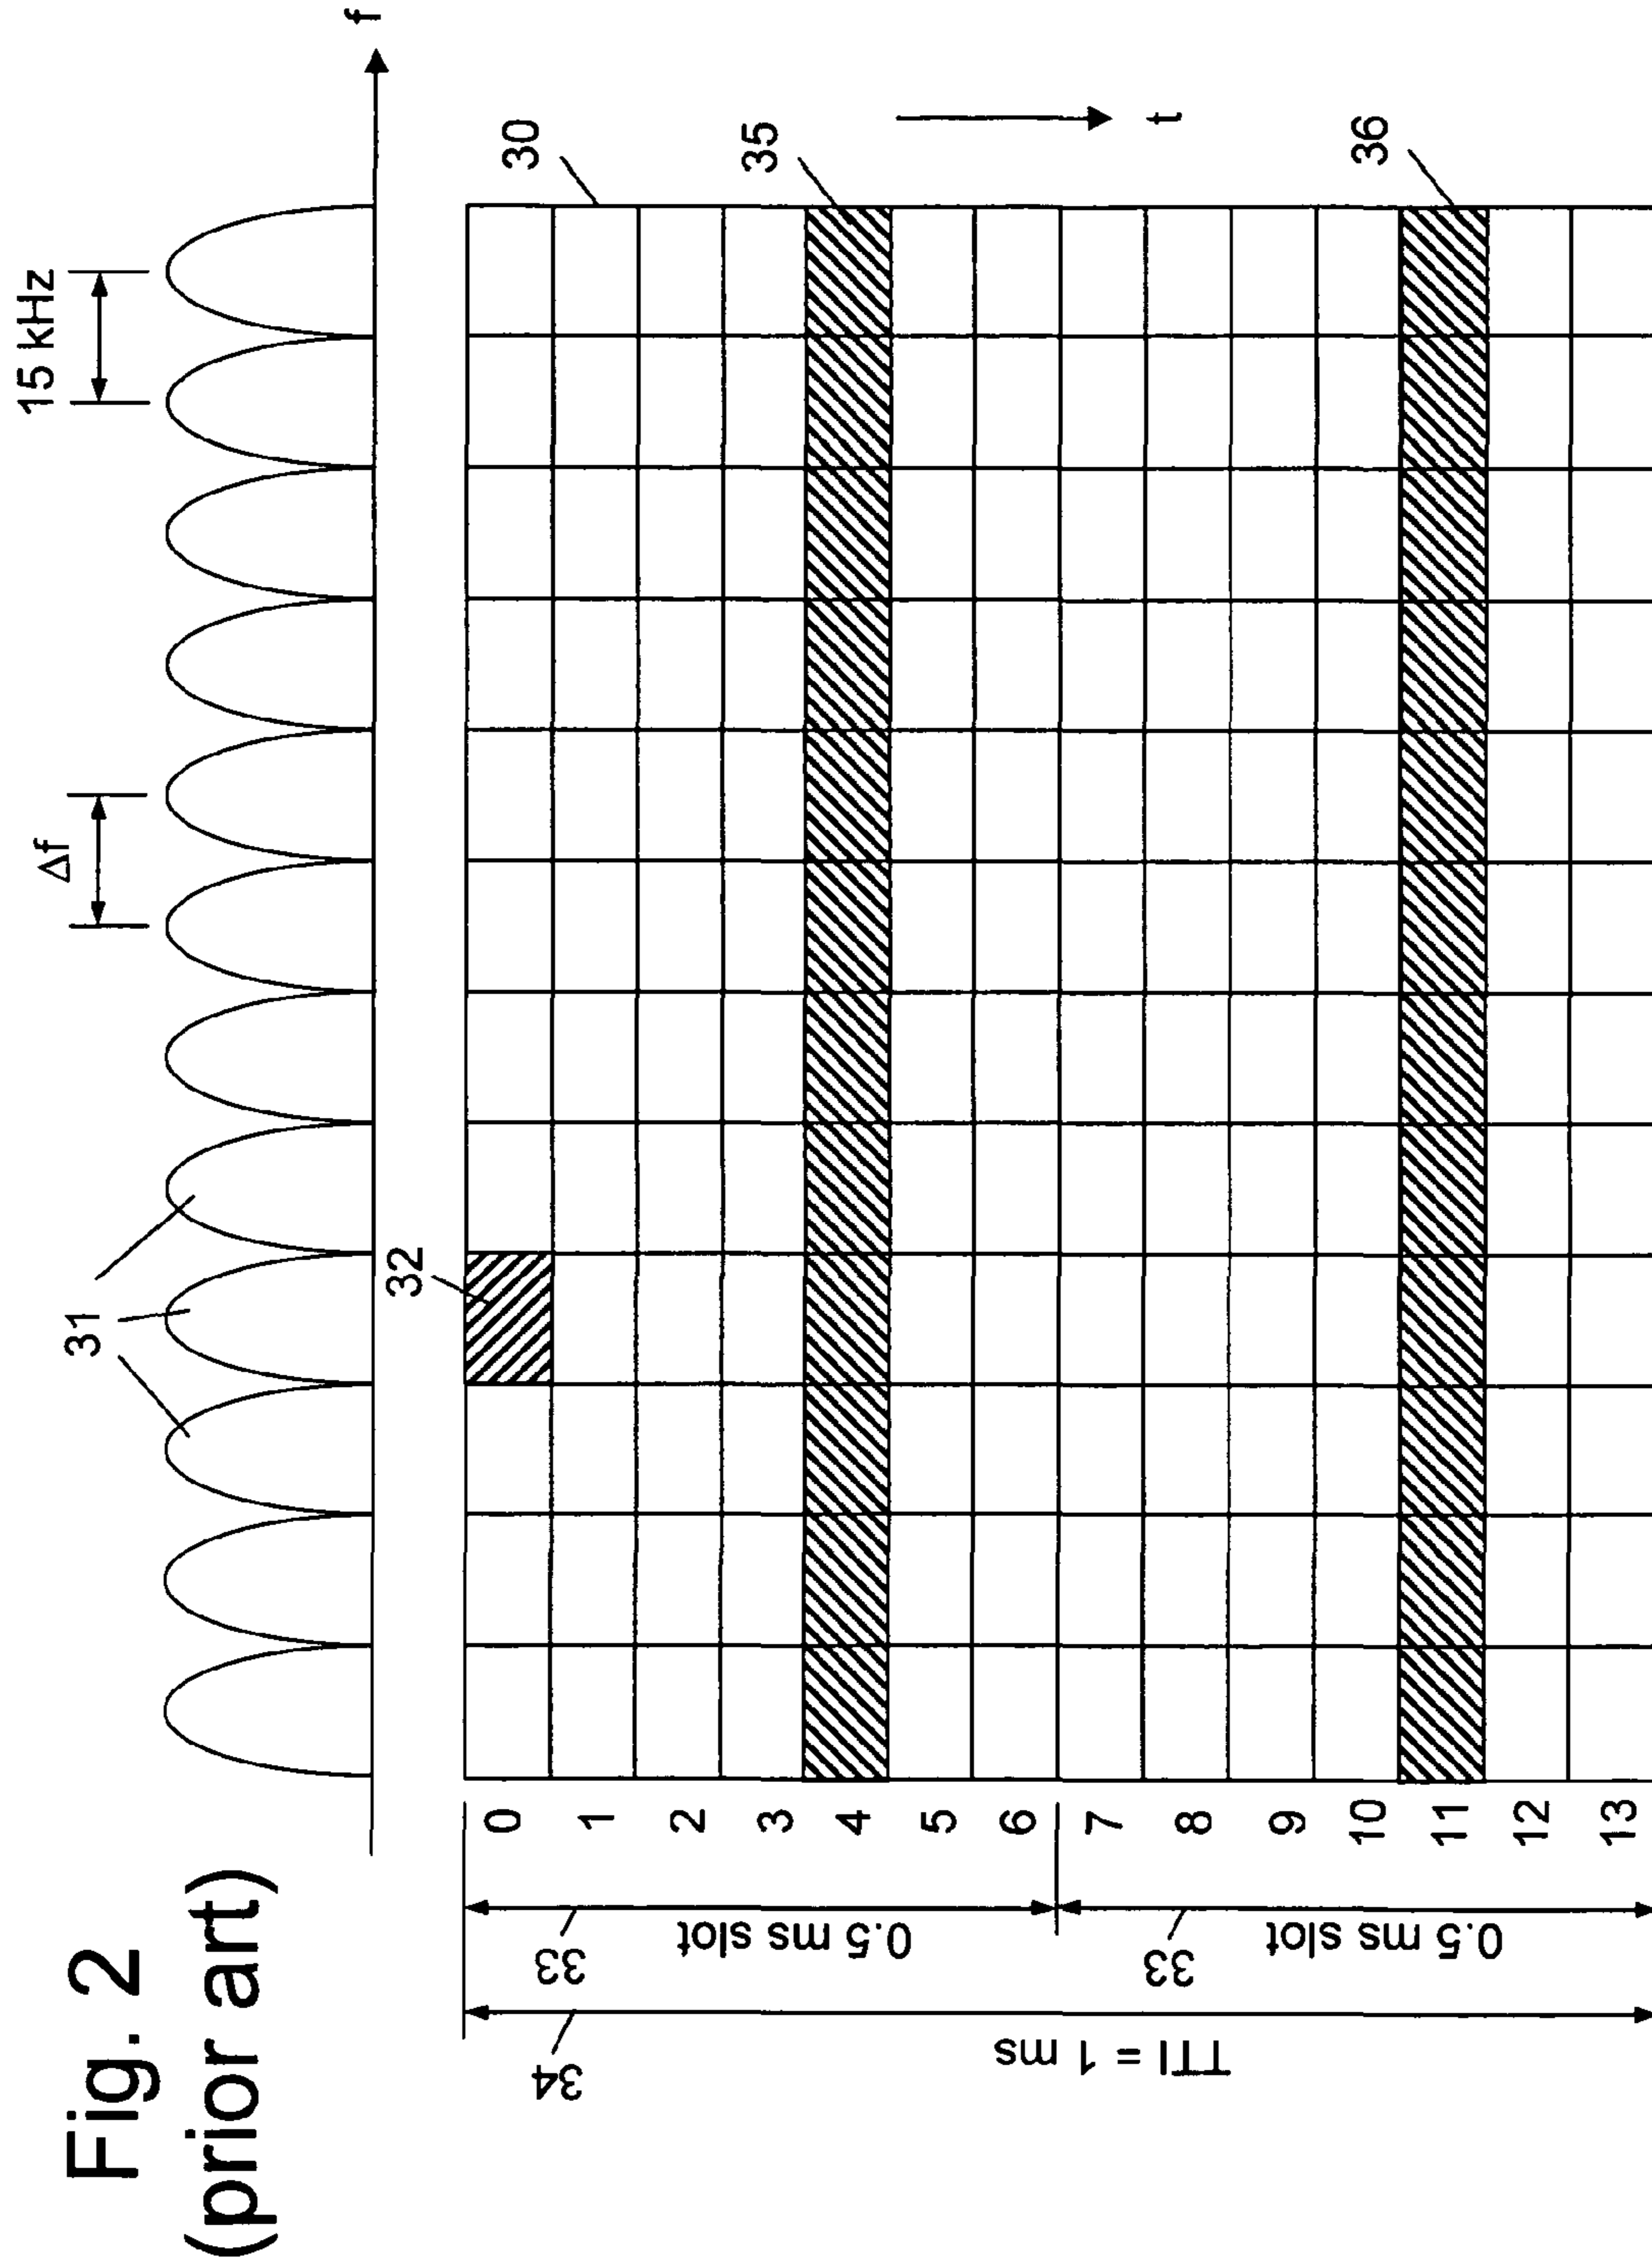 Fig. 2
(prior art)
15 kHz
Δf
f
31
32
30
35
t
36
0
1
2
3
4
5
6
7
8
9
10
11
12
13
33
0.5 ms slot
33
0.5 ms slot
34
TTI = 1 ms